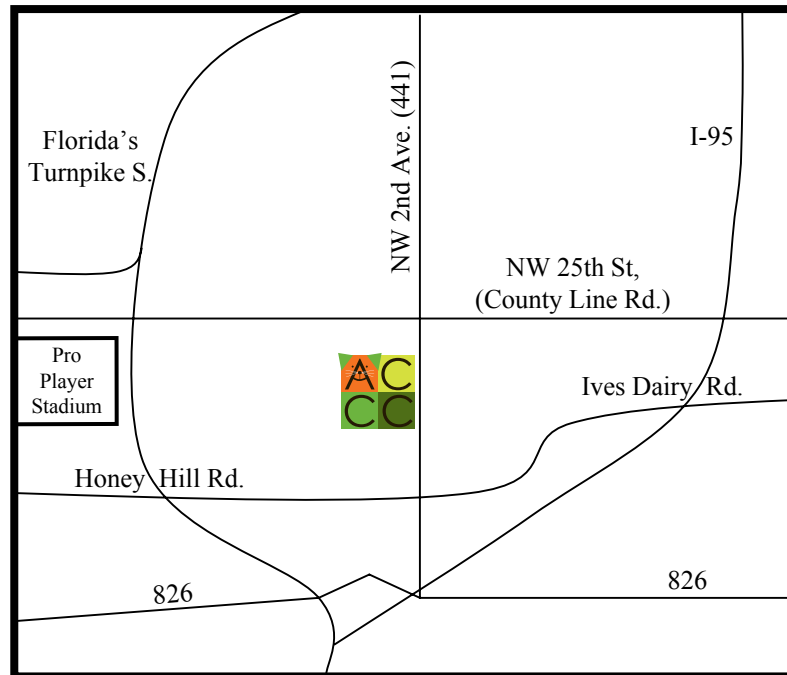 NW 2nd Ave. (441)
Florida's
Turnpike S.
I-95
NW 25th St,
(County Line Rd.)
Pro
Player
Stadium
A C
C C
Ives Dairy Rd.
Honey Hill Rd.
826
826